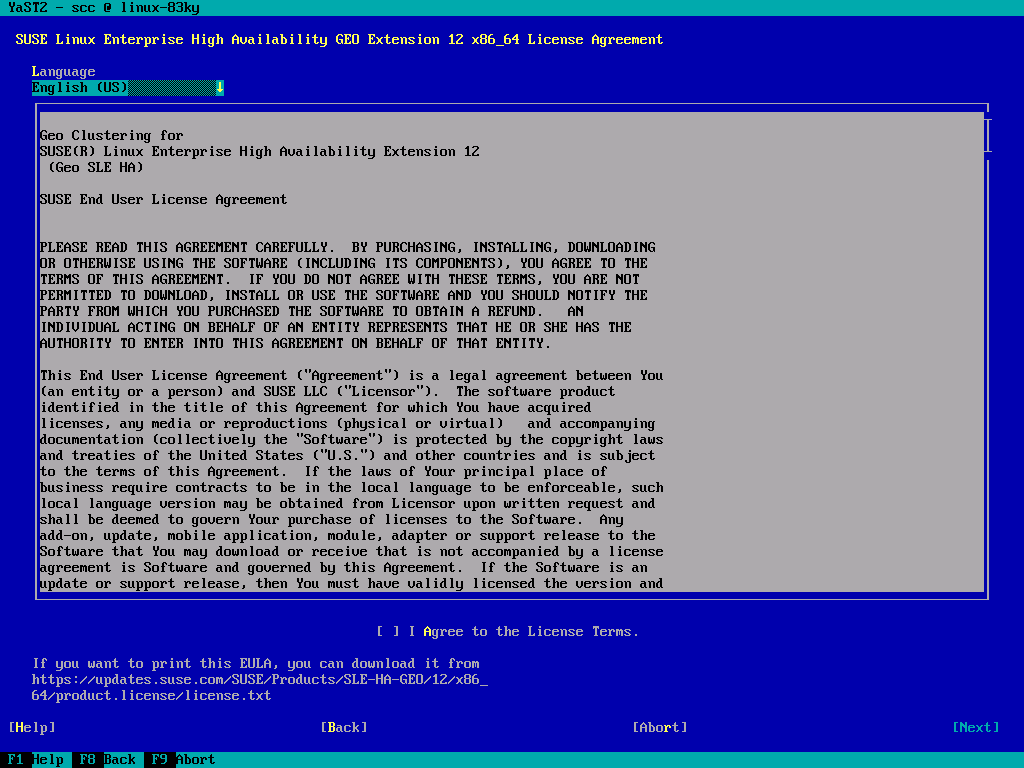 YaST2 - scc @ linux-83ky
SUSE Linux Enterprise High Availability GEO Extension 12 x86_64 License Agreement
Language
English (US)
Geo Clustering for
SUSE(R) Linux Enterprise High Availability Extension 12
(Geo SLE HA)
SUSE End User License Agreement
PLEASE READ THIS AGREEMENT CAREFULLY.  BY PURCHASING, INSTALLING, DOWNLOADING
OR OTHERWISE USING THE SOFTWARE (INCLUDING ITS COMPONENTS), YOU AGREE TO THE
TERMS OF THIS AGREEMENT.  IF YOU DO NOT AGREE WITH THESE TERMS, YOU ARE NOT
PERMITTED TO DOWNLOAD, INSTALL OR USE THE SOFTWARE AND YOU SHOULD NOTIFY THE
PARTY FROM WHICH YOU PURCHASED THE SOFTWARE TO OBTAIN A REFUND.   AN
INDIVIDUAL ACTING ON BEHALF OF AN ENTITY REPRESENTS THAT HE OR SHE HAS THE
AUTHORITY TO ENTER INTO THIS AGREEMENT ON BEHALF OF THAT ENTITY.
This End User License Agreement ("Agreement") is a legal agreement between You
(an entity or a person) and SUSE LLC ("Licensor").  The software product
identified in the title of this Agreement for which You have acquired
licenses, any media or reproductions (physical or virtual)   and accompanying
documentation (collectively the "Software") is protected by the copyright laws
and treaties of the United States ("U.S.") and other countries and is subject
to the terms of this Agreement.  If the laws of Your principal place of
business require contracts to be in the local language to be enforceable, such
local language version may be obtained from Licensor upon written request and
shall be deemed to govern Your purchase of licenses to the Software.  Any
add-on, update, mobile application, module, adapter or support release to the
Software that You may download or receive that is not accompanied by a license
agreement is Software and governed by this Agreement.  If the Software is an
update or support release, then You must have validly licensed the version and
[ ] I Agree to the License Terms.
If you want to print this EULA, you can download it from
https://updates.suse.com/SUSE/Products/SLE-HA-GEO/12/x86_
64/product.license/license.txt
[Help] [Back] [Abort] [Next]
F1 Help F8 Back F9 Abort